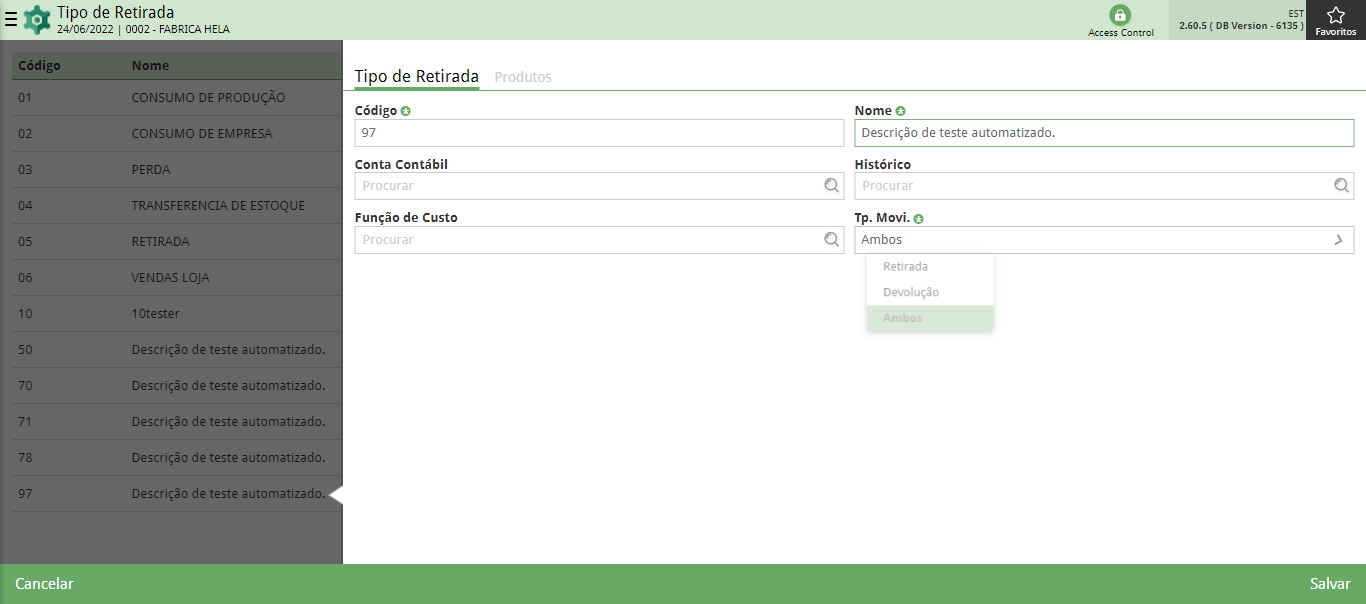 Tipo de Retirada
24/06/2022 | 0002 - FABRICA HELA
Access Control
EST
2.60.5 ( DB Version - 6135 )
Favoritos
Código Nome
01 CONSUMO DE PRODUÇÃO
02 CONSUMO DE EMPRESA
03 PERDA
04 TRANSFERENCIA DE ESTOQUE
05 RETIRADA
06 VENDAS LOJA
10 10tester
50 Descrição de teste automatizado.
70 Descrição de teste automatizado.
71 Descrição de teste automatizado.
78 Descrição de teste automatizado.
97 Descrição de teste automatizado.
Tipo de Retirada Produtos
Código Nome
97 Descrição de teste automatizado.
Conta Contábil Histórico
Procurar Procurar
Função de Custo Tp. Movi.
Procurar Ambos
Retirada
Devolução
Ambos
Cancelar Salvar